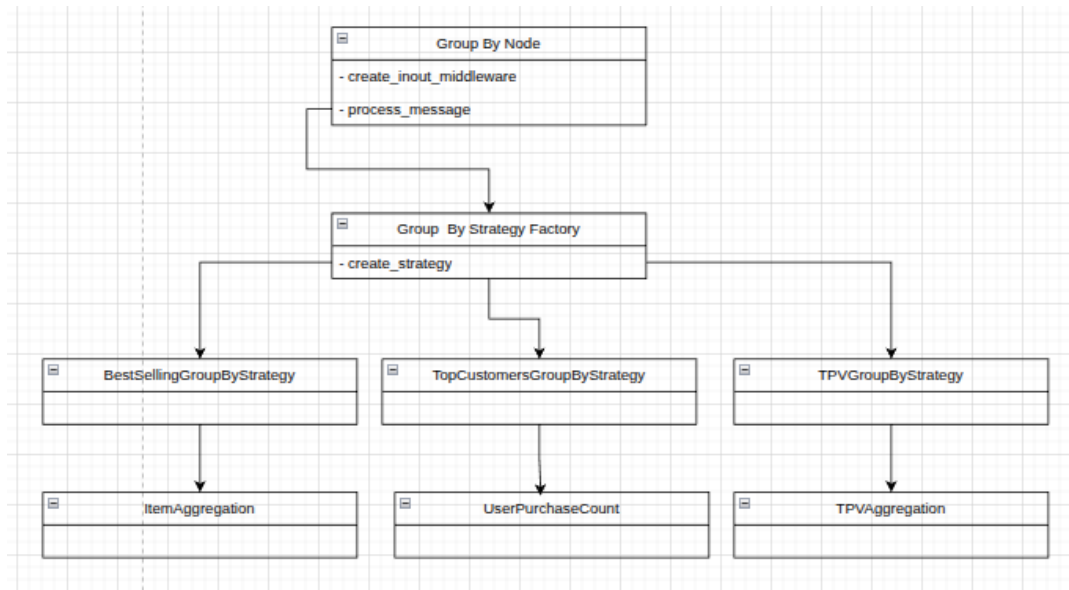 Group By Node
- create_inout_middleware
- process_message
Group By Strategy Factory
- create_strategy
BestSellingGroupByStrategy
TopCustomersGroupByStrategy
TPVGroupByStrategy
ItemAggregation
UserPurchaseCount
TPVAggregation